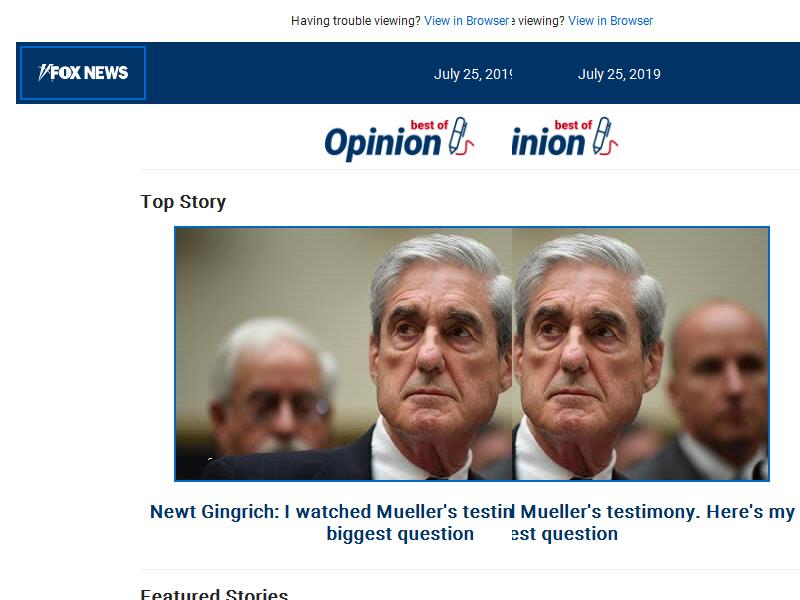 Having trouble viewing? View in Browser e viewing? View in Browser
FOX NEWS
July 25, 2019 July 25, 2019
best of best of
Opinion inion
Top Story
Newt Gingrich: I watched Mueller's testin Mueller's testimony. Here's my
biggest question est question
Featured Stories